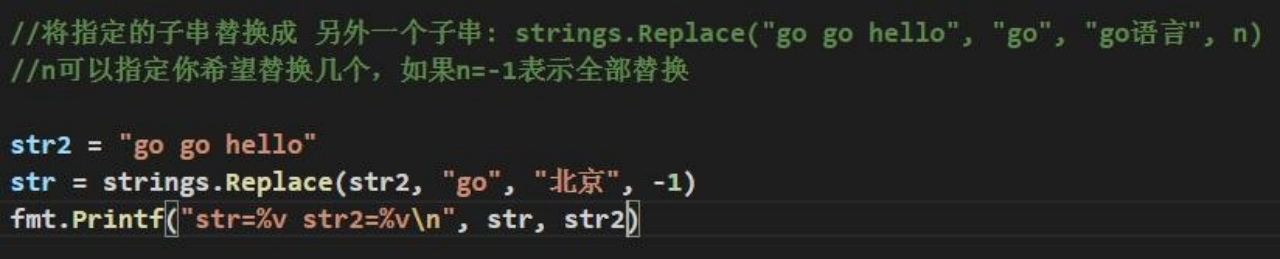 //将指定的子串替换成 另外一个子串: strings.Replace("go go hello", "go", "go语言", n)
//n可以指定你希望替换几个，如果n=-1表示全部替换
str2 = "go go hello"
str = strings.Replace(str2, "go", "北京", -1)
fmt.Printf("str=%v str2=%v\n", str, str2)